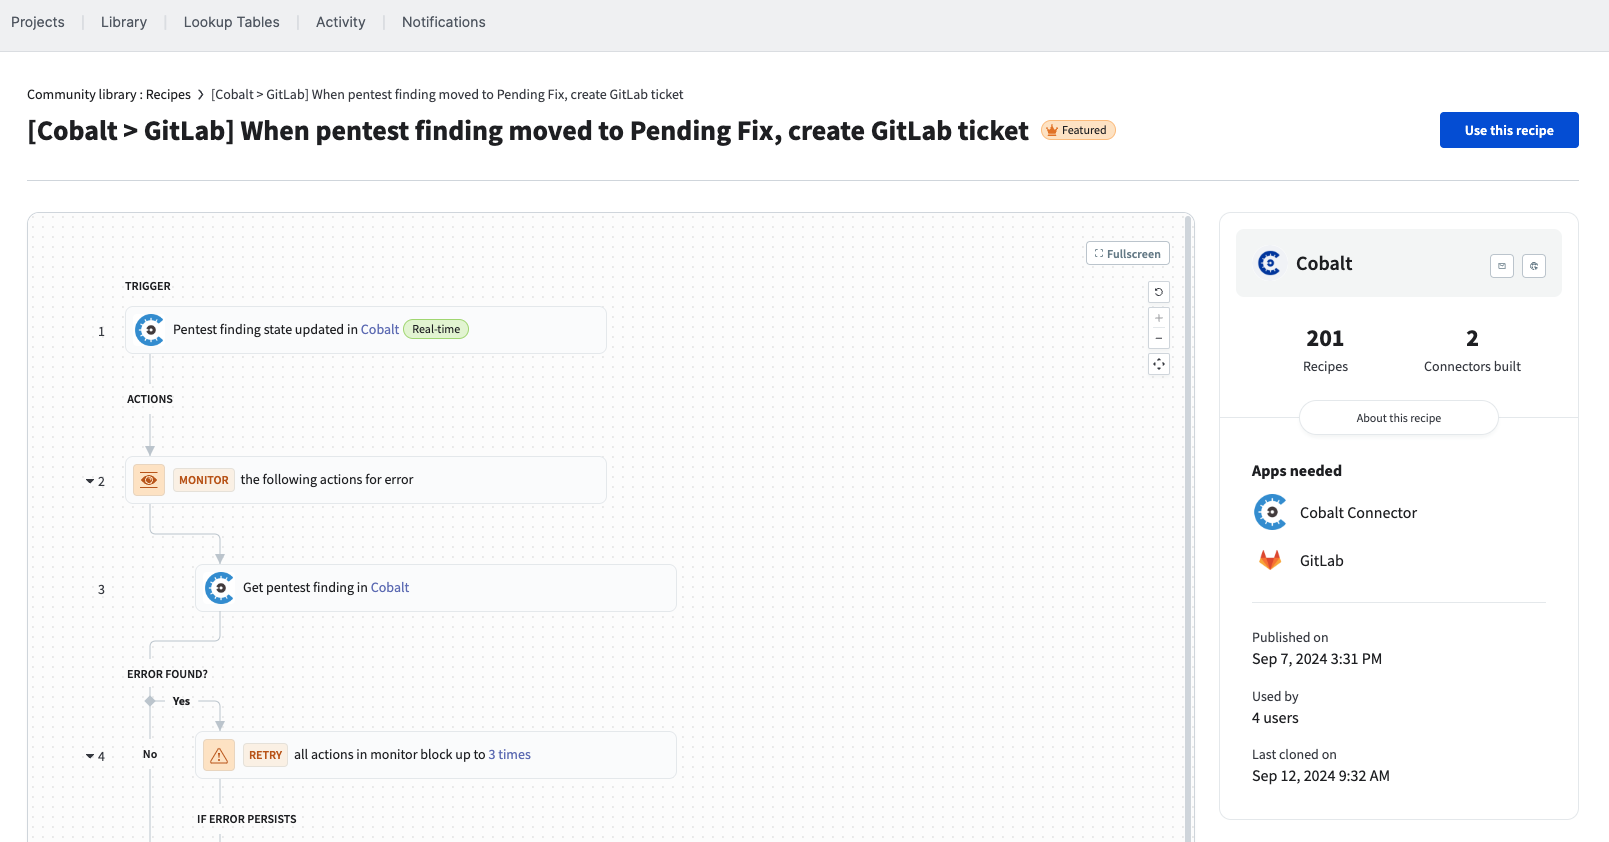 Projects
Library
Lookup Tables
Activity
Notifications
Community library : Recipes
[Cobalt > GitLab] When pentest finding moved to Pending Fix, create GitLab ticket
[Cobalt > GitLab] When pentest finding moved to Pending Fix, create GitLab ticket
Featured
Use this recipe
Fullscreen
TRIGGER
1
Pentest finding state updated in Cobalt
Real-time
ACTIONS
2
MONITOR
the following actions for error
3
Get pentest finding in Cobalt
ERROR FOUND?
Yes
No
4
RETRY
all actions in monitor block up to 3 times
IF ERROR PERSISTS
Cobalt
201
Recipes
2
Connectors built
About this recipe
Apps needed
Cobalt Connector
GitLab
Published on
Sep 7, 2024 3:31 PM
Used by
4 users
Last cloned on
Sep 12, 2024 9:32 AM